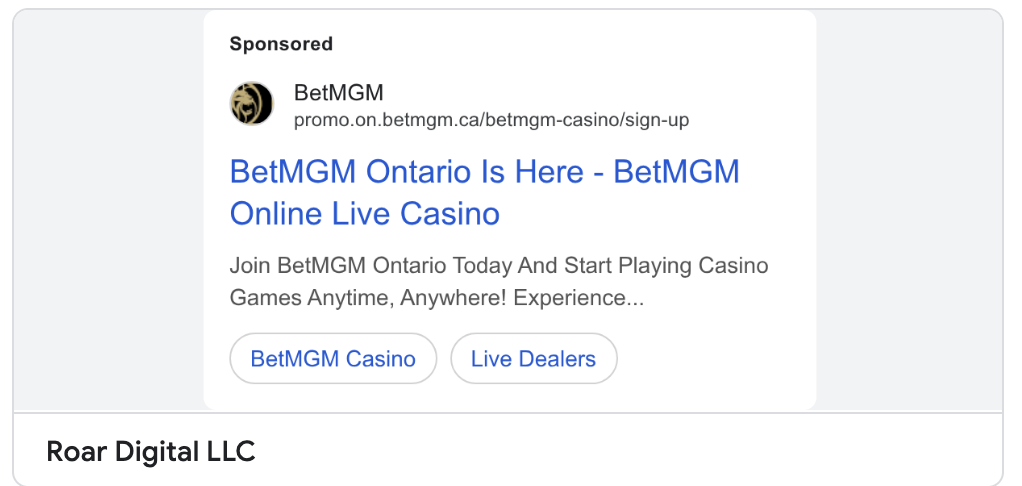 Sponsored
BetMGM
promo.on.betmgm.ca/betmgm-casino/sign-up
BetMGM Ontario Is Here - BetMGM
Online Live Casino
Join BetMGM Ontario Today And Start Playing Casino
Games Anytime, Anywhere! Experience...
BetMGM Casino
Live Dealers
Roar Digital LLC